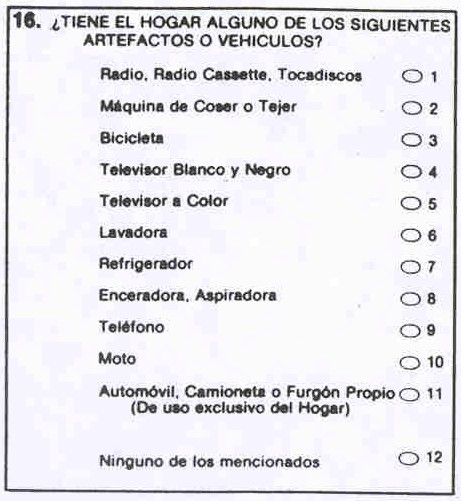 16. ¿TIENE EL HOGAR ALGUNO DE LOS SIGUIENTES
ARTEFACTOS O VEHICULOS?
Radio, Radio Cassette, Tocadiscos 1
Máquina de Coser o Tejer 2
Bicicleta 3
Televisor Blanco y Negro 4
Televisor a Color 5
Lavadora 6
Refrigerador 7
Enceradora, Aspiradora 8
Teléfono 9
Moto 10
Automóvil, Camioneta o Furgón Propio 11
(De uso exclusivo del Hogar)
Ninguno de los mencionados 12